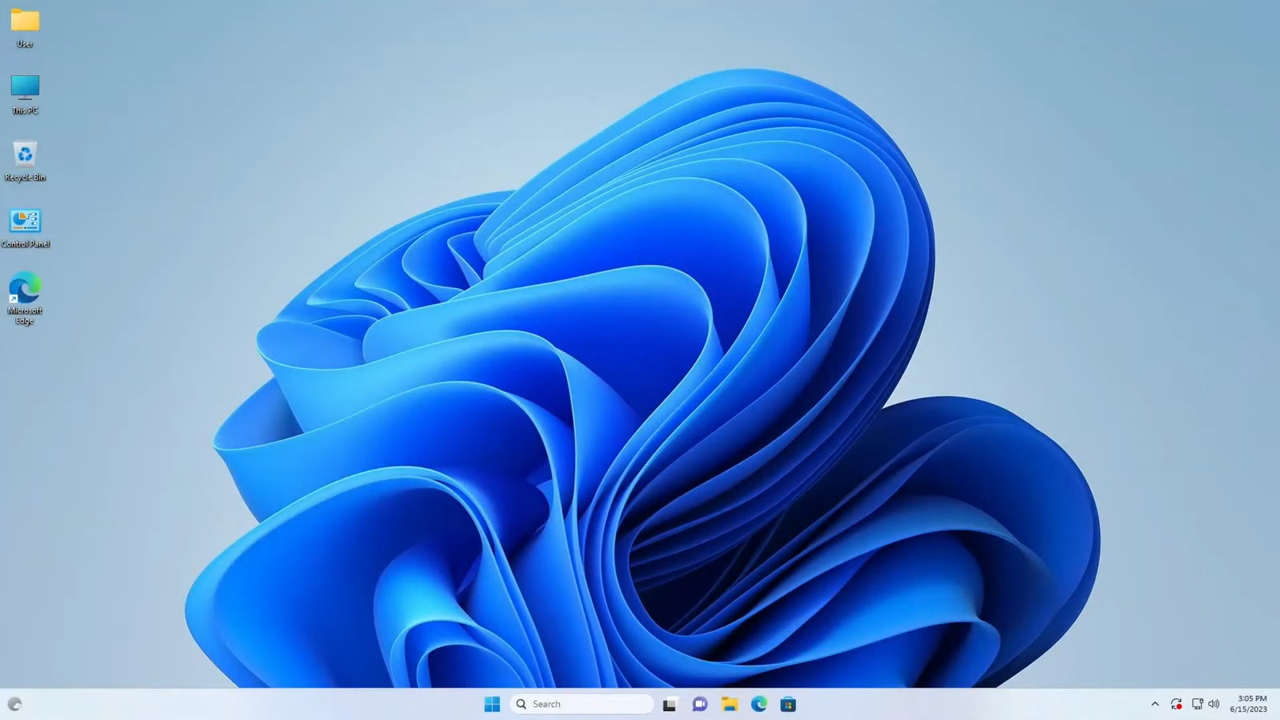 User
This PC
Recycle Bin
Control Panel
Microsoft
Edge
Search
3:05 PM
6/15/2023